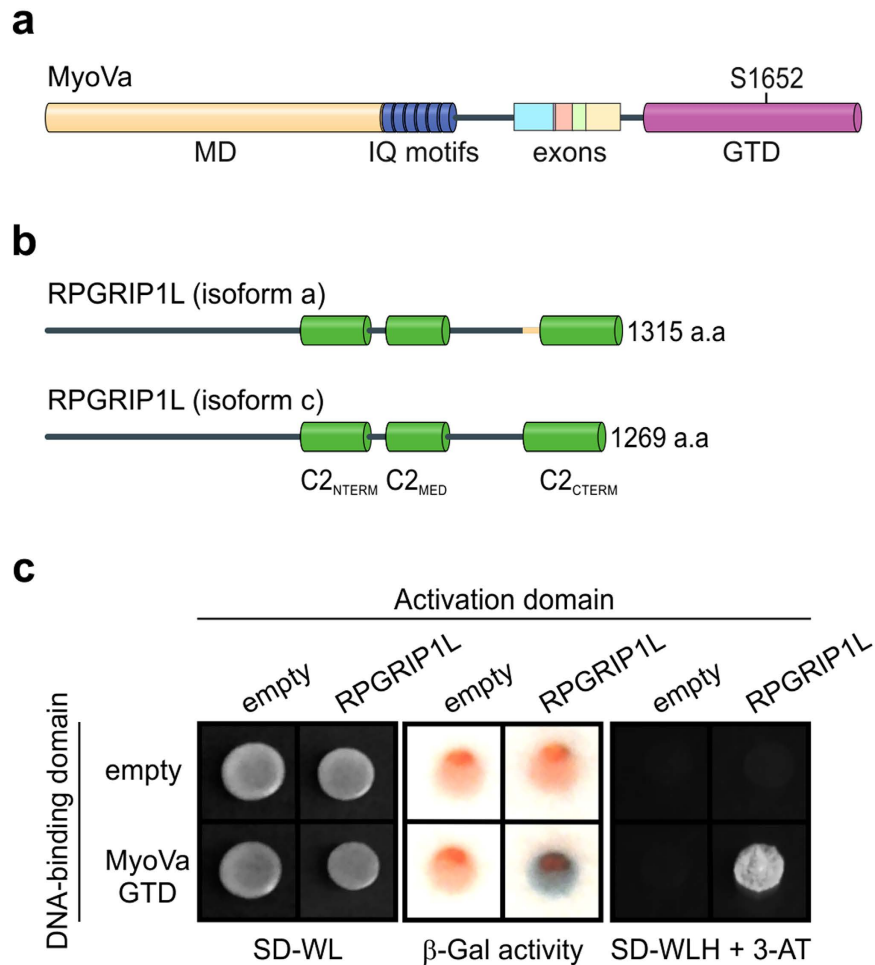 a
MyoVa
S1652
MD
IQ motifs
exons
GTD
b
RPGRIP1L (isoform a)
1315 a.a
RPGRIP1L (isoform c)
1269 a.a
C2NTERM
C2MED
C2CTERM
c
Activation domain
empty
RPGRIP1L
empty
RPGRIP1L
empty
RPGRIP1L
DNA-binding domain
empty
MyoVa
GTD
SD-WL
β-Gal activity
SD-WLH + 3-AT